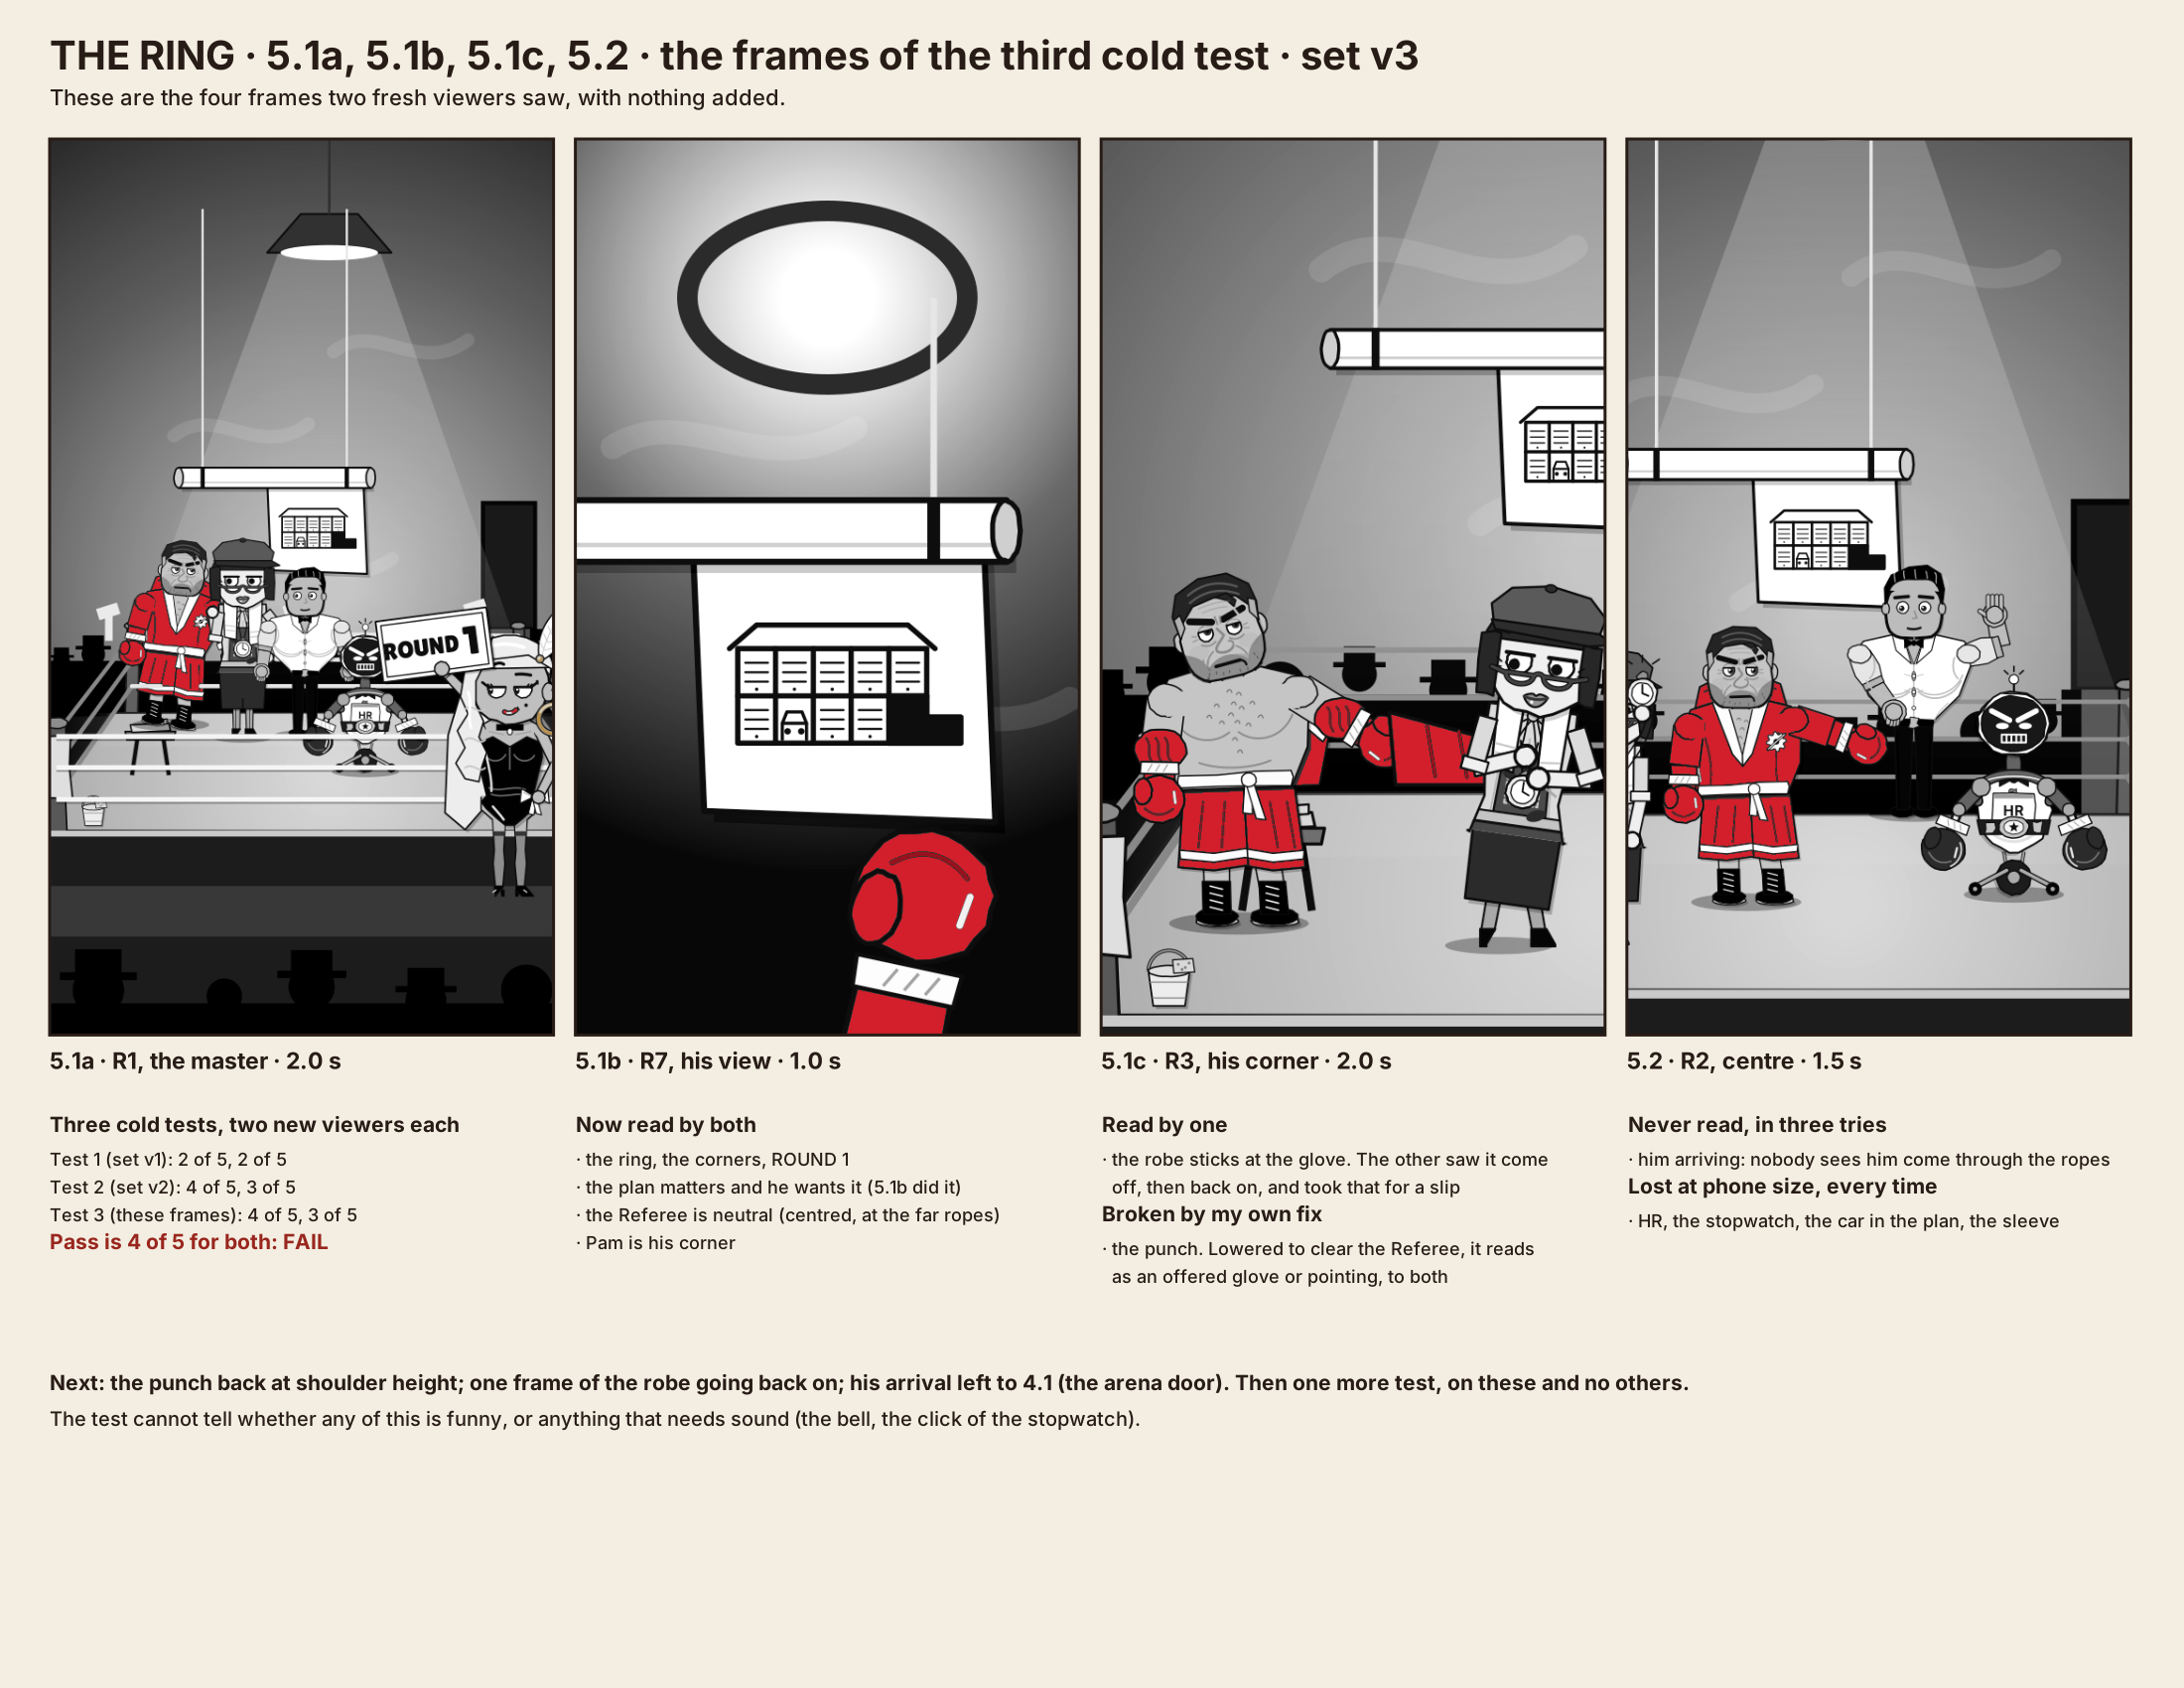 THE RING · 5.1a, 5.1b, 5.1c, 5.2 · the frames of the third cold test · set v3
These are the four frames two fresh viewers saw, with nothing added.
ROUND 1
HR
HR
5.1a · R1, the master · 2.0 s
5.1b · R7, his view · 1.0 s
5.1c · R3, his corner · 2.0 s
5.2 · R2, centre · 1.5 s
Three cold tests, two new viewers each
Test 1 (set v1): 2 of 5, 2 of 5
Test 2 (set v2): 4 of 5, 3 of 5
Test 3 (these frames): 4 of 5, 3 of 5
Pass is 4 of 5 for both: FAIL
Now read by both
· the ring, the corners, ROUND 1
· the plan matters and he wants it (5.1b did it)
· the Referee is neutral (centred, at the far ropes)
· Pam is his corner
Read by one
· the robe sticks at the glove. The other saw it come
off, then back on, and took that for a slip
Broken by my own fix
· the punch. Lowered to clear the Referee, it reads
as an offered glove or pointing, to both
Never read, in three tries
· him arriving: nobody sees him come through the ropes
Lost at phone size, every time
· HR, the stopwatch, the car in the plan, the sleeve
Next: the punch back at shoulder height; one frame of the robe going back on; his arrival left to 4.1 (the arena door). Then one more test, on these and no others.
The test cannot tell whether any of this is funny, or anything that needs sound (the bell, the click of the stopwatch).